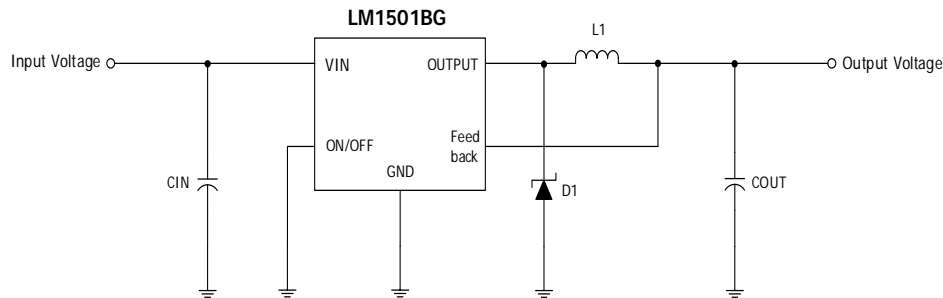 LM1501BG
L1
Input Voltage
VIN
OUTPUT
Output Voltage
ON/OFF
Feed
back
GND
CIN
D1
COUT